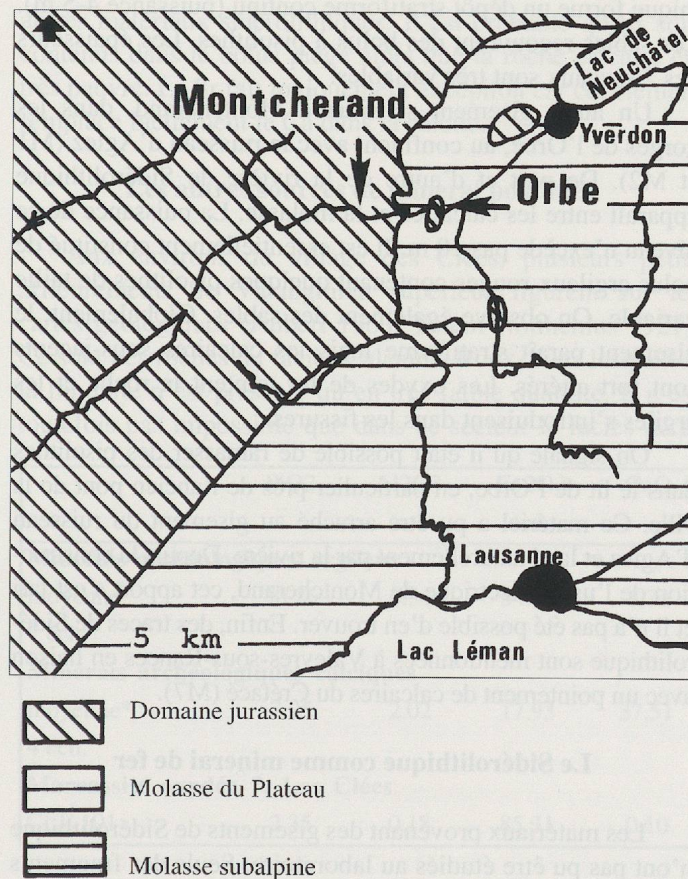 Lac de
Neuchâtel
Montcherand
Yverdon
Orbe
Lausanne
5 km
Lac Léman
Domaine jurassien
Molasse du Plateau
Molasse subalpine